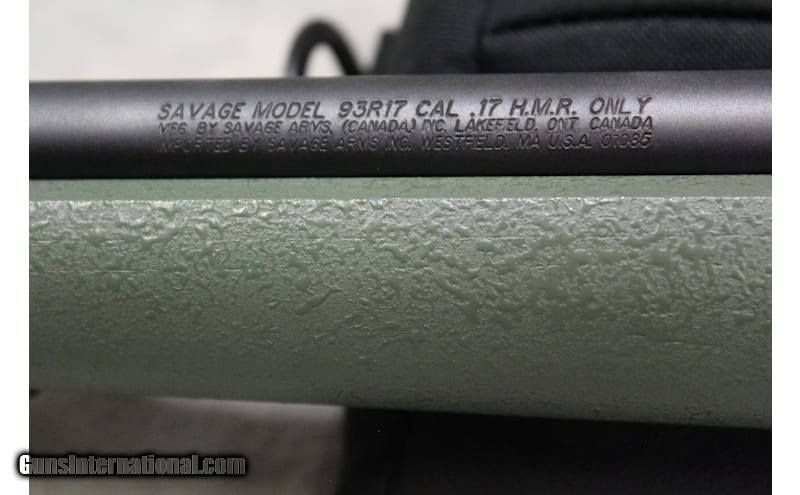 SAVAGE MODEL 93R17 CAL .17 H.M.R. ONLY
MFG. BY SAVAGE ARMS, (CANADA) INC. LAKEFIELD, ONT. CANADA
IMPORTED BY SAVAGE ARMS INC. WESTFIELD, MA U.S.A. 01085
GunsInternational.com